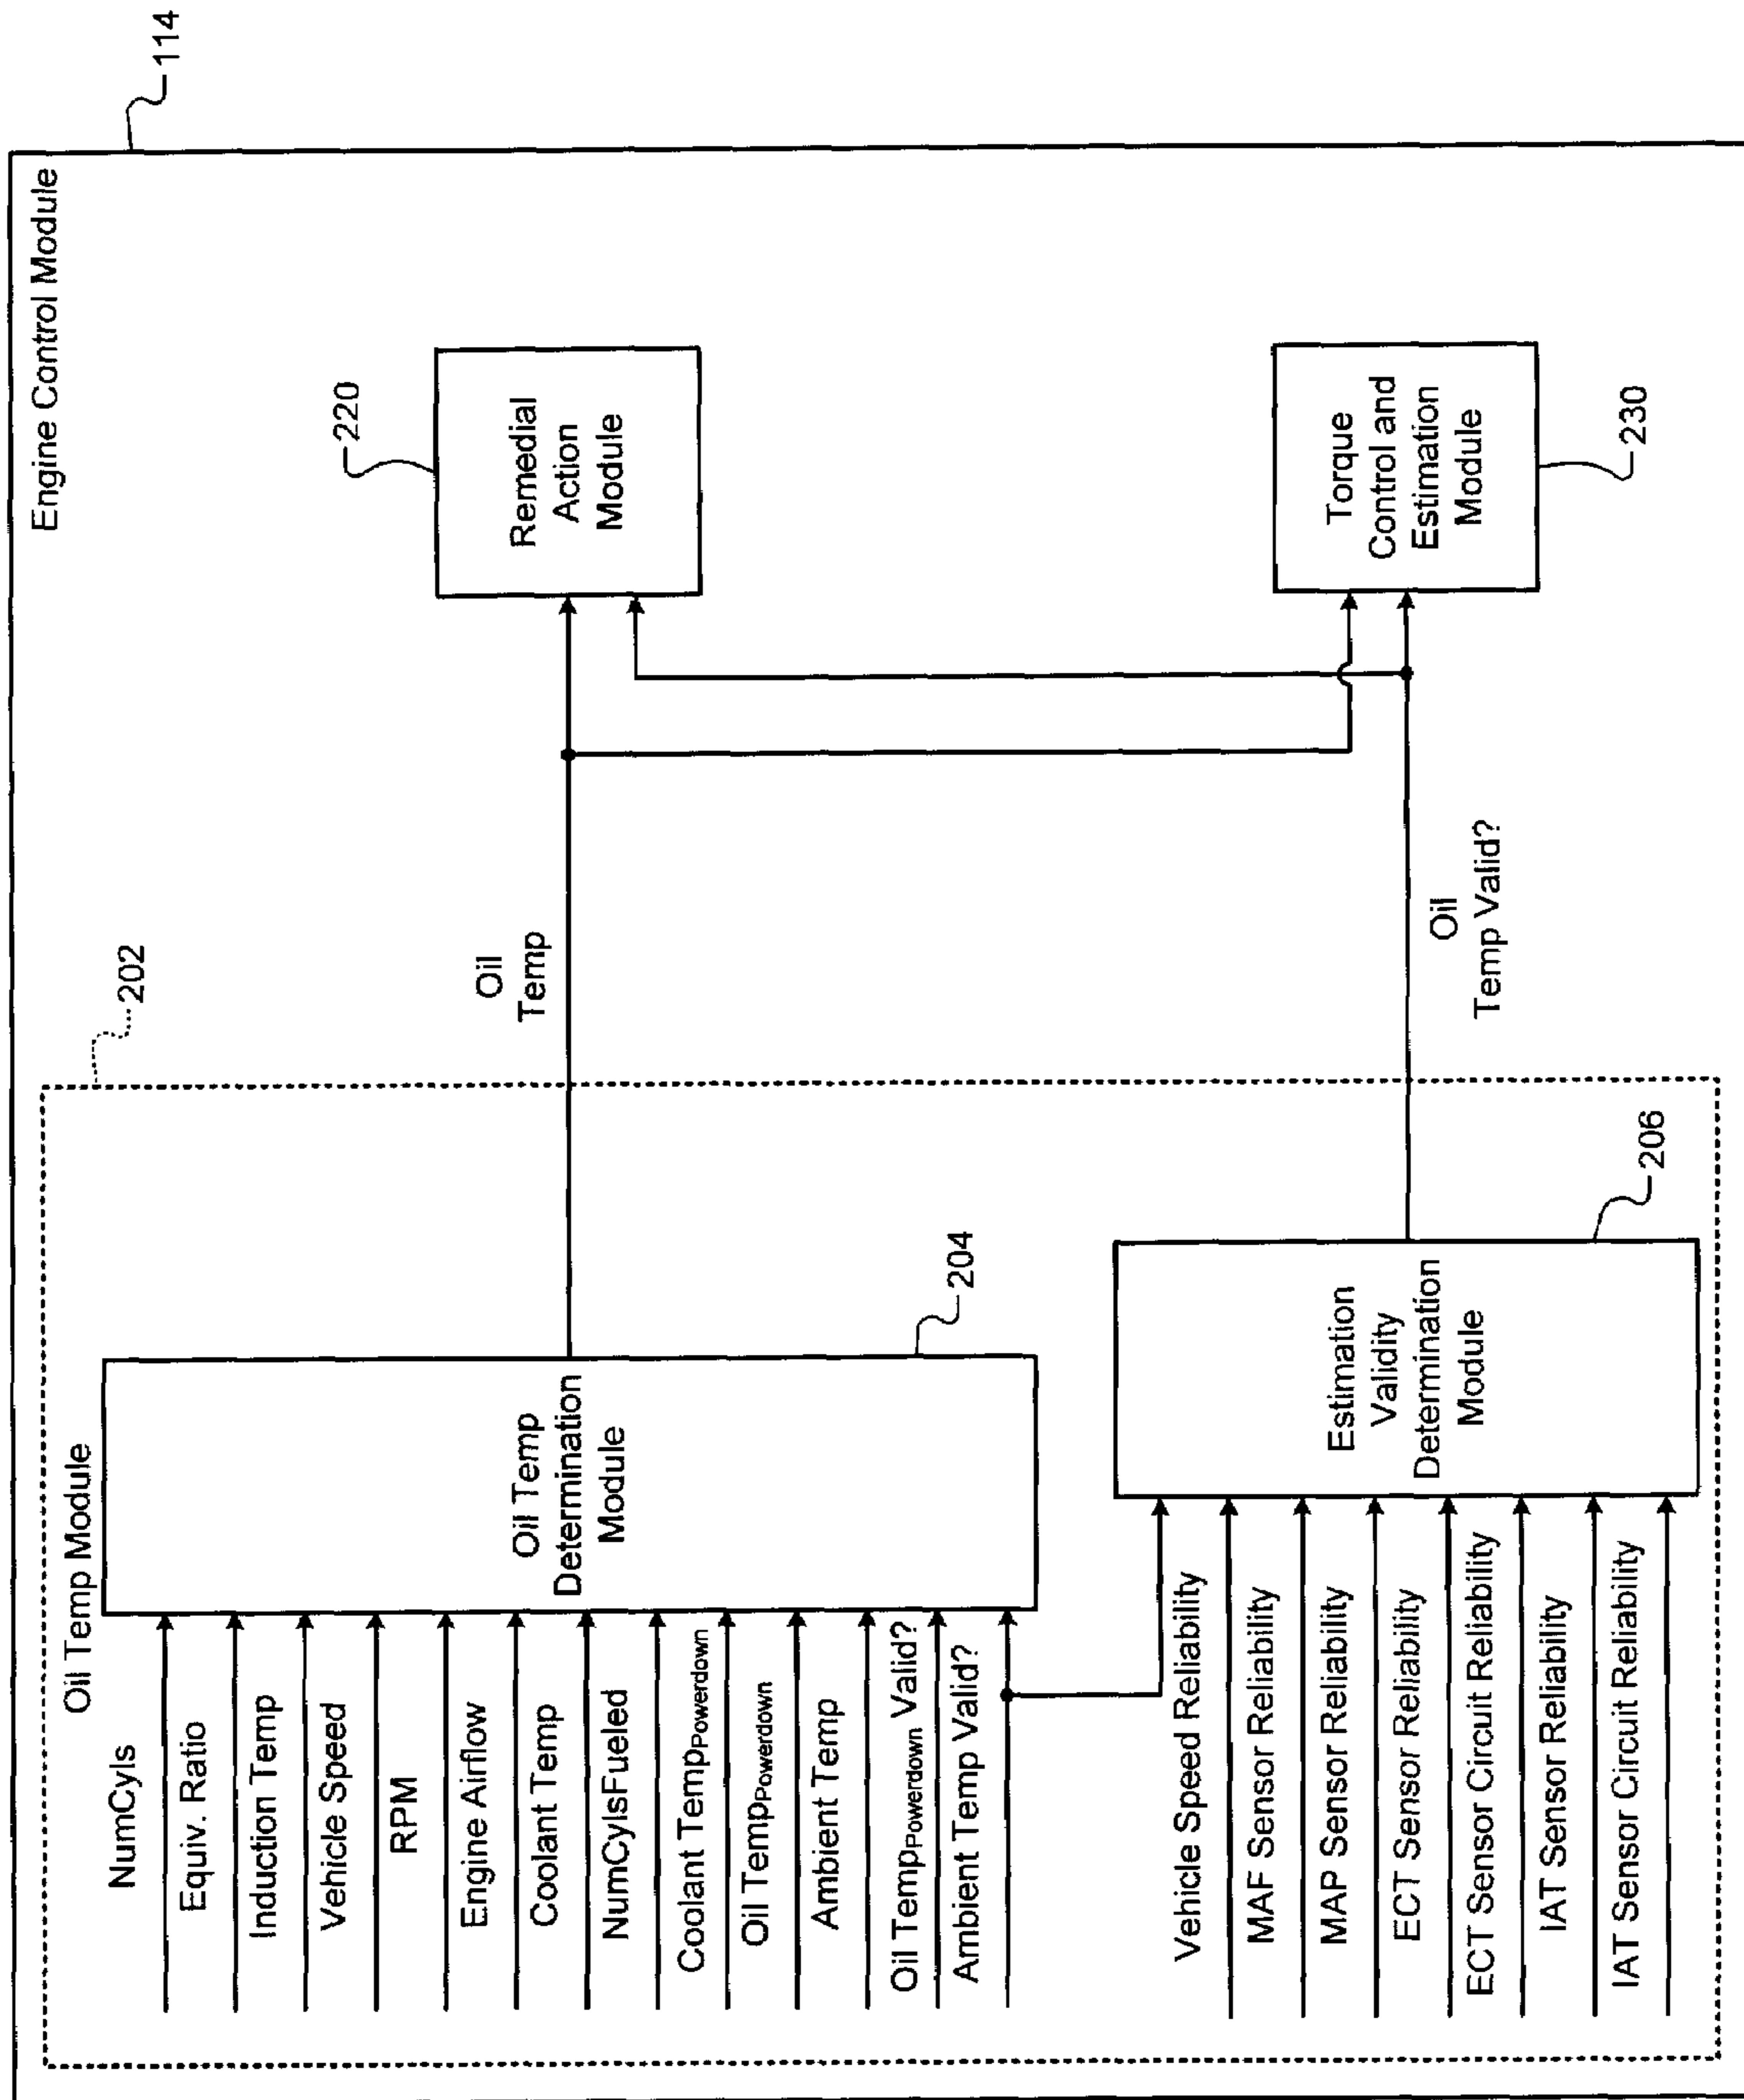 Engine Control Module
114
202
Oil Temp Module
NumCyls
Equiv. Ratio
Induction Temp
Vehicle Speed
RPM
Engine Airflow
Coolant Temp
NumCylsFueled
Coolant TempPowerdown
Oil TempPowerdown
Ambient Temp
Oil TempPowerdown Valid?
Ambient Temp Valid?
Oil Temp
Determination
Module
204
Vehicle Speed Reliability
MAF Sensor Reliability
MAP Sensor Reliability
ECT Sensor Reliability
ECT Sensor Circuit Reliability
IAT Sensor Reliability
IAT Sensor Circuit Reliability
Estimation
Validity
Determination
Module
206
Oil
Temp
Oil
Temp Valid?
220
Remedial
Action
Module
Torque
Control and
Estimation
Module
230